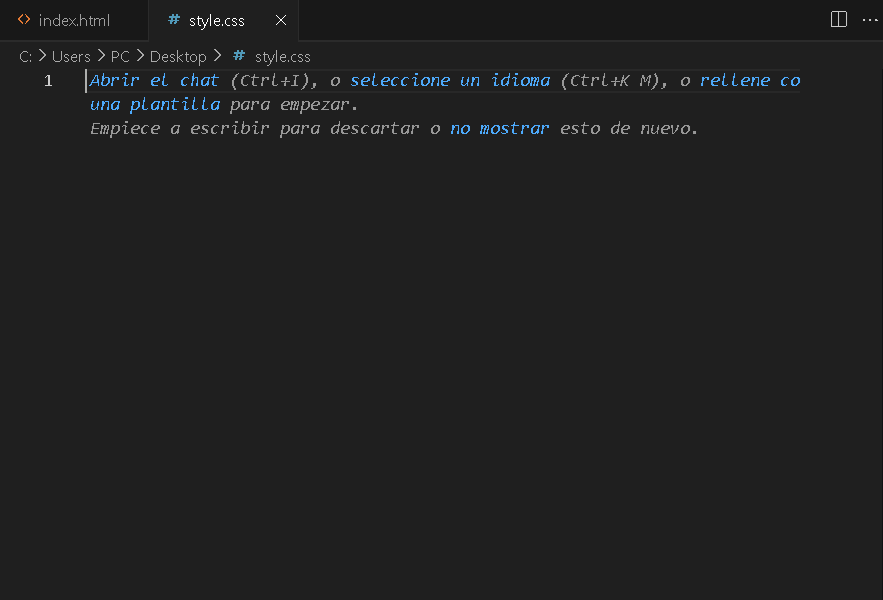 index.html style.css
C: > Users > PC > Desktop > # style.css
1 Abrir el chat (Ctrl+I), o seleccione un idioma (Ctrl+K M), o rellene co
una plantilla para empezar.
Empiece a escribir para descartar o no mostrar esto de nuevo.